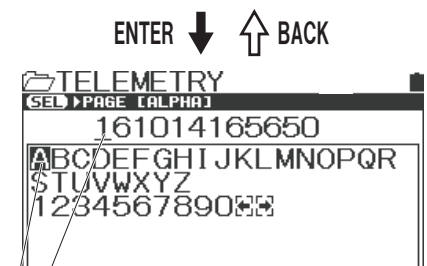 ENTER BACK
TELEMETRY
SEL PAGE [ALPHA]
161014165650
ABCDEFGHIJKLMNOPQR
STUVWXYZ
1234567890